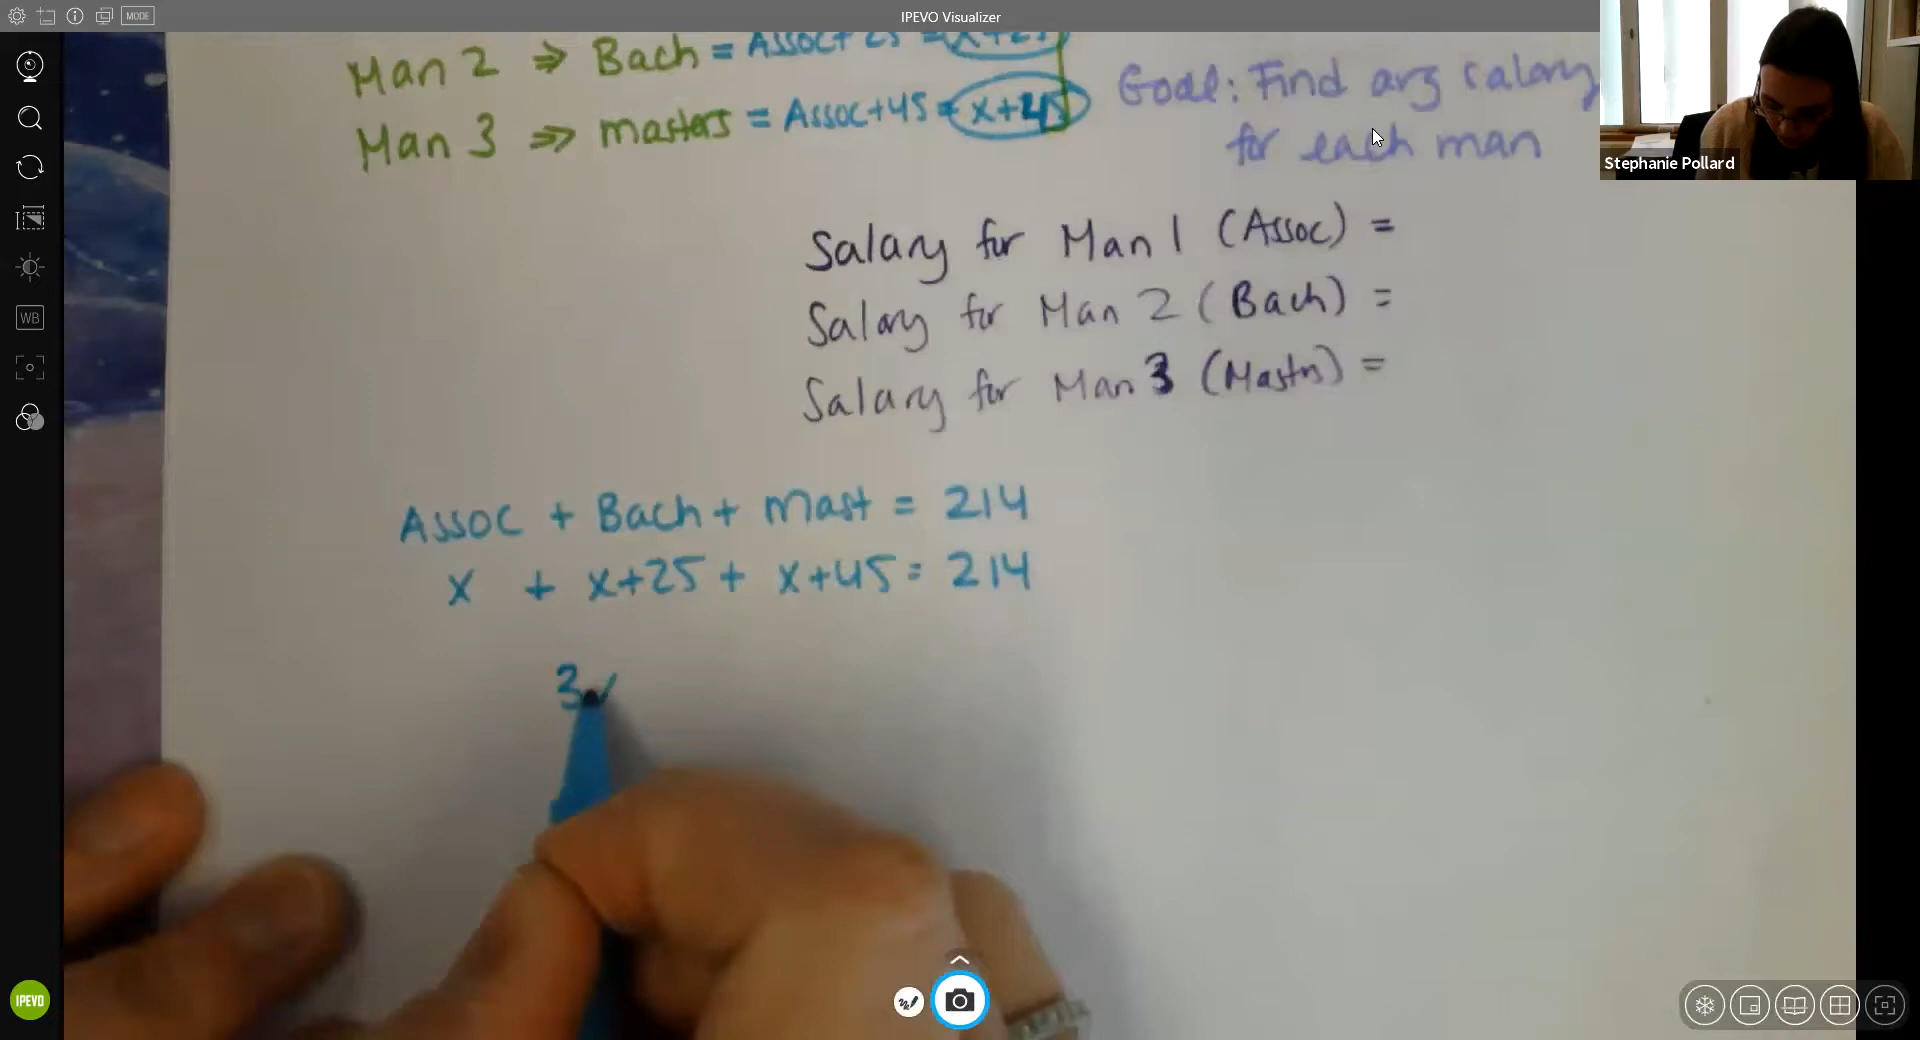 MODE
IPEVO Visualizer
Man 2 ⇒ Bach = Assoc+25 = x+25
Man 3 ⇒ masters = Assoc+45 = x+45
Goal: Find avg salary
for each man
Stephanie Pollard
Salary for Man 1 (Assoc) =
Salary for Man 2 (Bach) =
Salary for Man 3 (Mastrs) =
WB
Assoc + Bach + Mast = 214
x + x+25 + x+45 = 214
3x
IPEVO